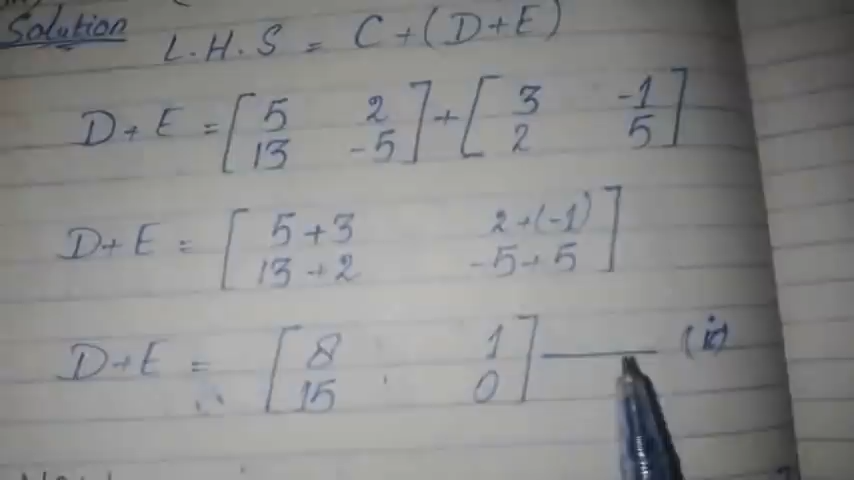 Solution
L.H.S = C+(D+E)
D+E = [5 2 13 -5] + [3 -1 2 5]
D+E = [5+3 2+(-1) 13+2 -5+5]
D+E = [8 1 15 0] — (ii)